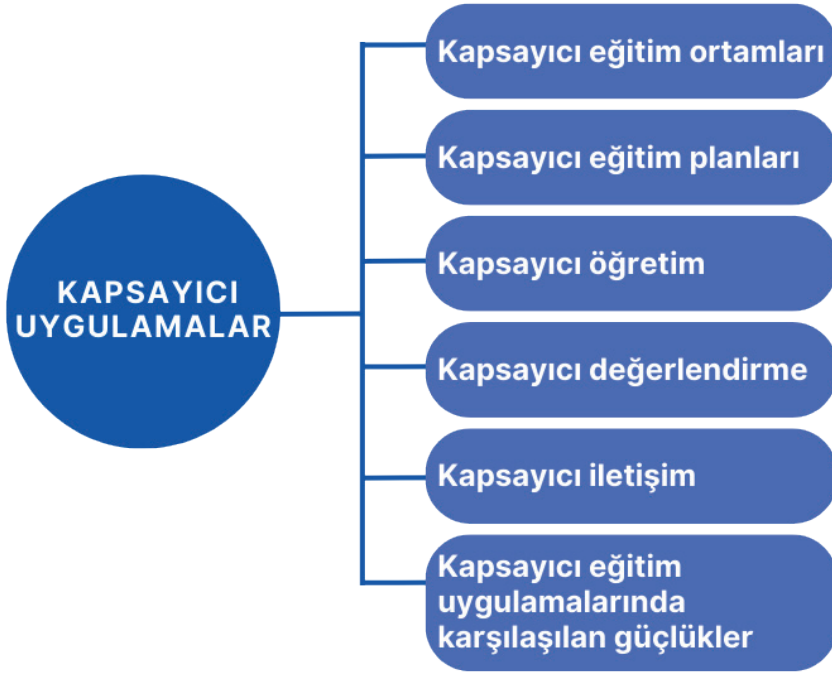 KAPSAYICI
UYGULAMALAR
Kapsayıcı eğitim ortamları
Kapsayıcı eğitim planları
Kapsayıcı öğretim
Kapsayıcı değerlendirme
Kapsayıcı iletişim
Kapsayıcı eğitim
uygulamalarında
karşılaşılan güçlükler